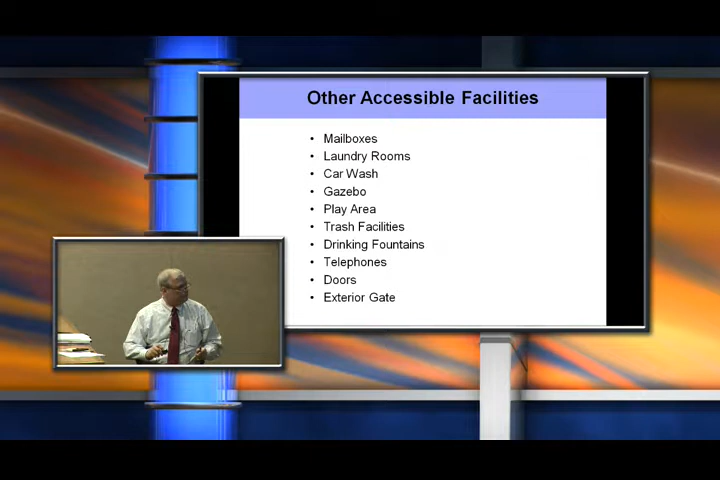 Other Accessible Facilities
• Mailboxes
• Laundry Rooms
• Car Wash
• Gazebo
• Play Area
• Trash Facilities
• Drinking Fountains
• Telephones
• Doors
• Exterior Gate